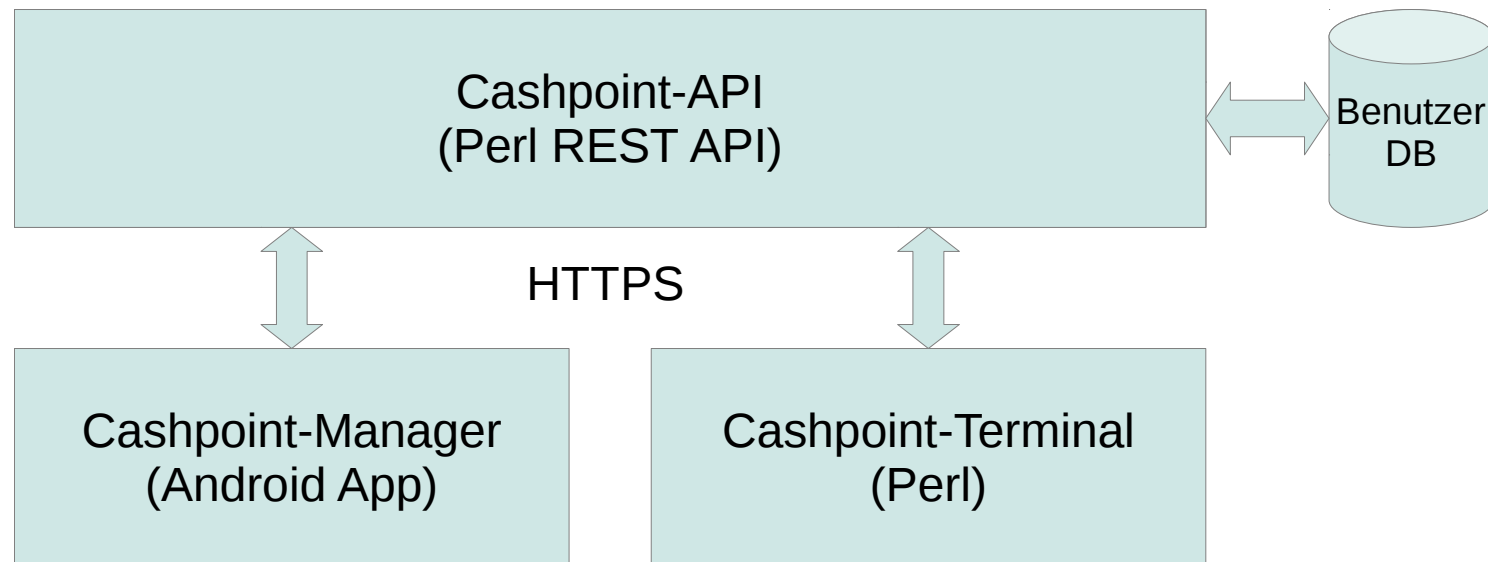 Cashpoint-API
(Perl REST API)
Benutzer
DB
HTTPS
Cashpoint-Manager
(Android App)
Cashpoint-Terminal
(Perl)